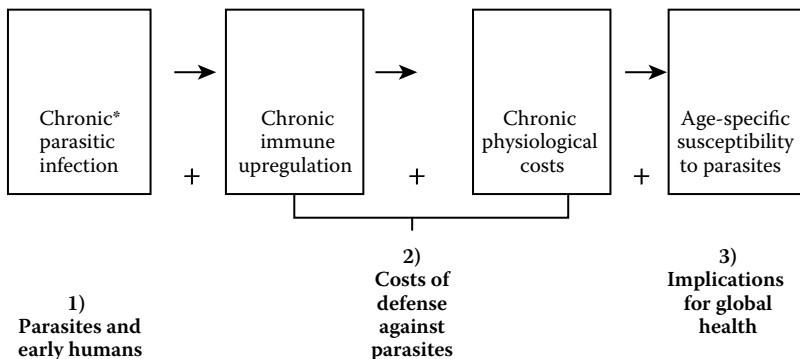 Chronic*
parasitic
infection
+
Chronic
immune
upregulation
+
Chronic
physiological
costs
+
Age-specific
susceptibility
to parasites
1)
Parasites and
early humans
2)
Costs of
defense
against
parasites
3)
Implications
for global
health